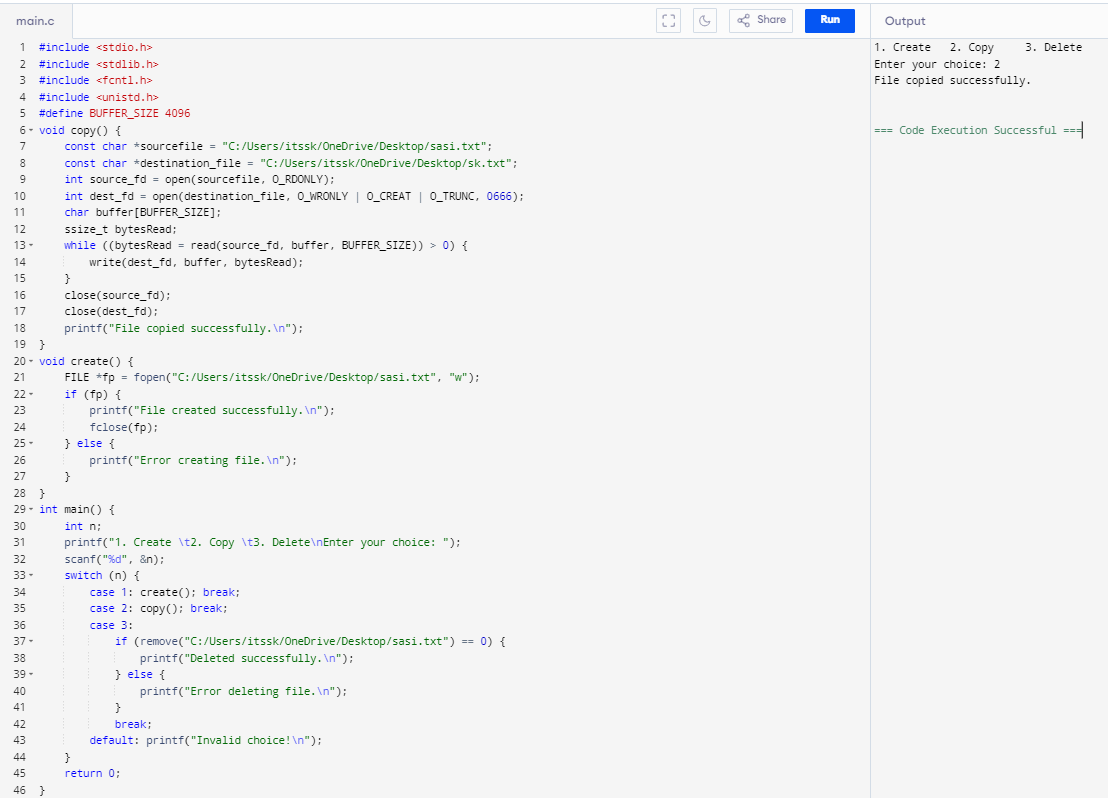 main.c
Share
Run
Output
1 #include <stdio.h>
2 #include <stdlib.h>
3 #include <fcntl.h>
4 #include <unistd.h>
5 #define BUFFER_SIZE 4096
6 void copy() {
7     const char *sourcefile = "C:/Users/itssk/OneDrive/Desktop/sasi.txt";
8     const char *destination_file = "C:/Users/itssk/OneDrive/Desktop/sk.txt";
9     int source_fd = open(sourcefile, O_RDONLY);
10     int dest_fd = open(destination_file, O_WRONLY | O_CREAT | O_TRUNC, 0666);
11     char buffer[BUFFER_SIZE];
12     ssize_t bytesRead;
13     while ((bytesRead = read(source_fd, buffer, BUFFER_SIZE)) > 0) {
14         write(dest_fd, buffer, bytesRead);
15     }
16     close(source_fd);
17     close(dest_fd);
18     printf("File copied successfully.\n");
19 }
20 void create() {
21     FILE *fp = fopen("C:/Users/itssk/OneDrive/Desktop/sasi.txt", "w");
22     if (fp) {
23         printf("File created successfully.\n");
24         fclose(fp);
25     } else {
26         printf("Error creating file.\n");
27     }
28 }
29 int main() {
30     int n;
31     printf("1. Create \t2. Copy \t3. Delete\nEnter your choice: ");
32     scanf("%d", &n);
33     switch (n) {
34         case 1: create(); break;
35         case 2: copy(); break;
36         case 3:
37             if (remove("C:/Users/itssk/OneDrive/Desktop/sasi.txt") == 0) {
38                 printf("Deleted successfully.\n");
39             } else {
40                 printf("Error deleting file.\n");
41             }
42             break;
43         default: printf("Invalid choice!\n");
44     }
45     return 0;
46 }
1. Create   2. Copy     3. Delete
Enter your choice: 2
File copied successfully.
=== Code Execution Successful ===